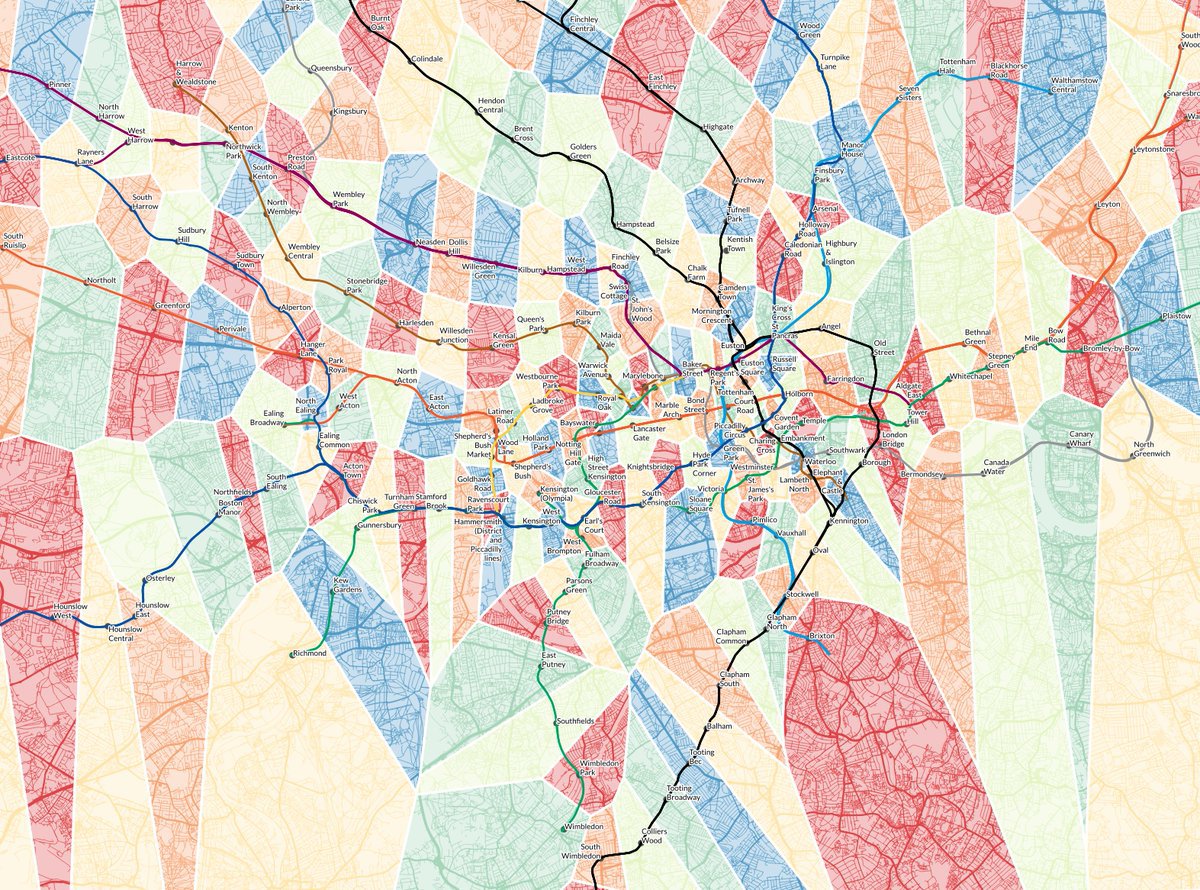 Park
Burnt
Oak
Finchley
Central
Wood
Green
South
Wood
Colindale
Turnpike
Lane
Tottenham
Hale
Blackhorse
Road
Harrow
&
Wealdstone
Queensbury
East
Finchley
Walthamstow
Central
Pinner
Seven
Sisters
Snaresbro
Hendon
Central
North
Harrow
Kingsbury
Wa
West
Harrow
Kenton
Brent
Cross
Highgate
Northwick
Park
Golders
Green
Manor
House
Leytonstone
Eastcote
Rayners
Lane
Preston
Road
South
Kenton
Finsbury
Park
Archway
South
Harrow
Wembley
Park
North
Wembley
Tufnell
Park
Arsenal
Leyton
Holloway
Road
Hampstead
Sudbury
Hill
South
Ruislip
Neasden
Dollis
Hill
Belsize
Park
Kentish
Town
Caledonian
Road
Highbury
&
Islington
Wembley
Central
Sudbury
Town
Willesden
Green
Kilburn
West
Hampstead
Finchley
Road
Chalk
Farm
Northolt
Stonebridge
Park
Swiss
Cottage
Camden
Town
Greenford
Alperton
St.
John's
Wood
Mornington
Crescent
King's
Cross
St
Pancras
Plaistow
Perivale
Harlesden
Willesden
Junction
Queen's
Park
Kilburn
Park
Angel
Bethnal
Green
Mile
End
Bow
Road
Kensal
Green
Maida
Vale
Euston
Old
Street
Bromley-by-Bow
Hanger
Lane
Park
Royal
Euston
Square
Russell
Square
Stepney
Green
North
Acton
Westbourne
Park
Warwick
Avenue
Marylebone
Baker
Street
Regent's
Park
Farringdon
Whitechapel
West
Acton
East
Acton
Ladbroke
Grove
Royal
Oak
Marble
Arch
Bond
Street
Tottenham
Court
Road
Holborn
Aldgate
East
Tower
Hill
North
Ealing
Ealing
Broadway
Latimer
Road
Bayswater
Lancaster
Gate
Piccadilly
Circus
Covent
Garden
Temple
Ealing
Common
Shepherd's
Bush
Market
Wood
Lane
Holland
Park
Notting
Hill
Gate
Green
Park
Charing
Cross
Embankment
London
Bridge
Canary
Wharf
North
Greenwich
Acton
Town
Shepherd's
Bush
High
Street
Kensington
Knightsbridge
Hyde
Park
Corner
Westminster
Waterloo
Southwark
Borough
Bermondsey
Canada
Water
South
Ealing
Goldhawk
Road
Kensington
(Olympia)
Gloucester
Road
South
Kensington
Victoria
St.
James's
Park
Lambeth
North
Elephant
&
Castle
Northfields
Boston
Manor
Chiswick
Park
Turnham
Green
Stamford
Brook
Ravenscourt
Park
Sloane
Square
Gunnersbury
Hammersmith
(District
and
Piccadilly
lines)
West
Kensington
Earl's
Court
Pimlico
Kennington
Vauxhall
West
Brompton
Fulham
Broadway
Oval
Osterley
Kew
Gardens
Parsons
Green
Stockwell
Hounslow
West
Hounslow
East
Hounslow
Central
Putney
Bridge
Clapham
North
Clapham
Common
Brixton
Richmond
East
Putney
Clapham
South
Southfields
Balham
Tooting
Bec
Wimbledon
Park
Tooting
Broadway
Wimbledon
Colliers
Wood
South
Wimbledon